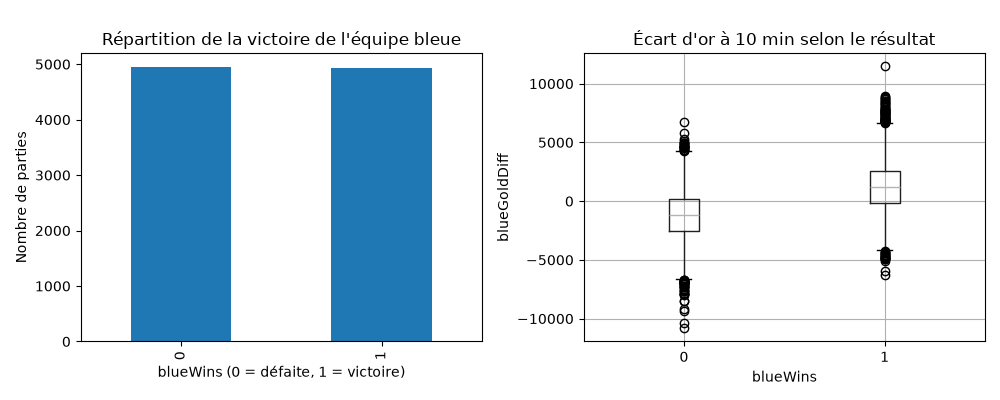 Répartition de la victoire de l'équipe bleue
Nombre de parties
5000
4000
3000
2000
1000
0
0
1
blueWins (0 = défaite, 1 = victoire)
Écart d'or à 10 min selon le résultat
blueGoldDiff
10000
5000
0
−5000
−10000
0
1
blueWins